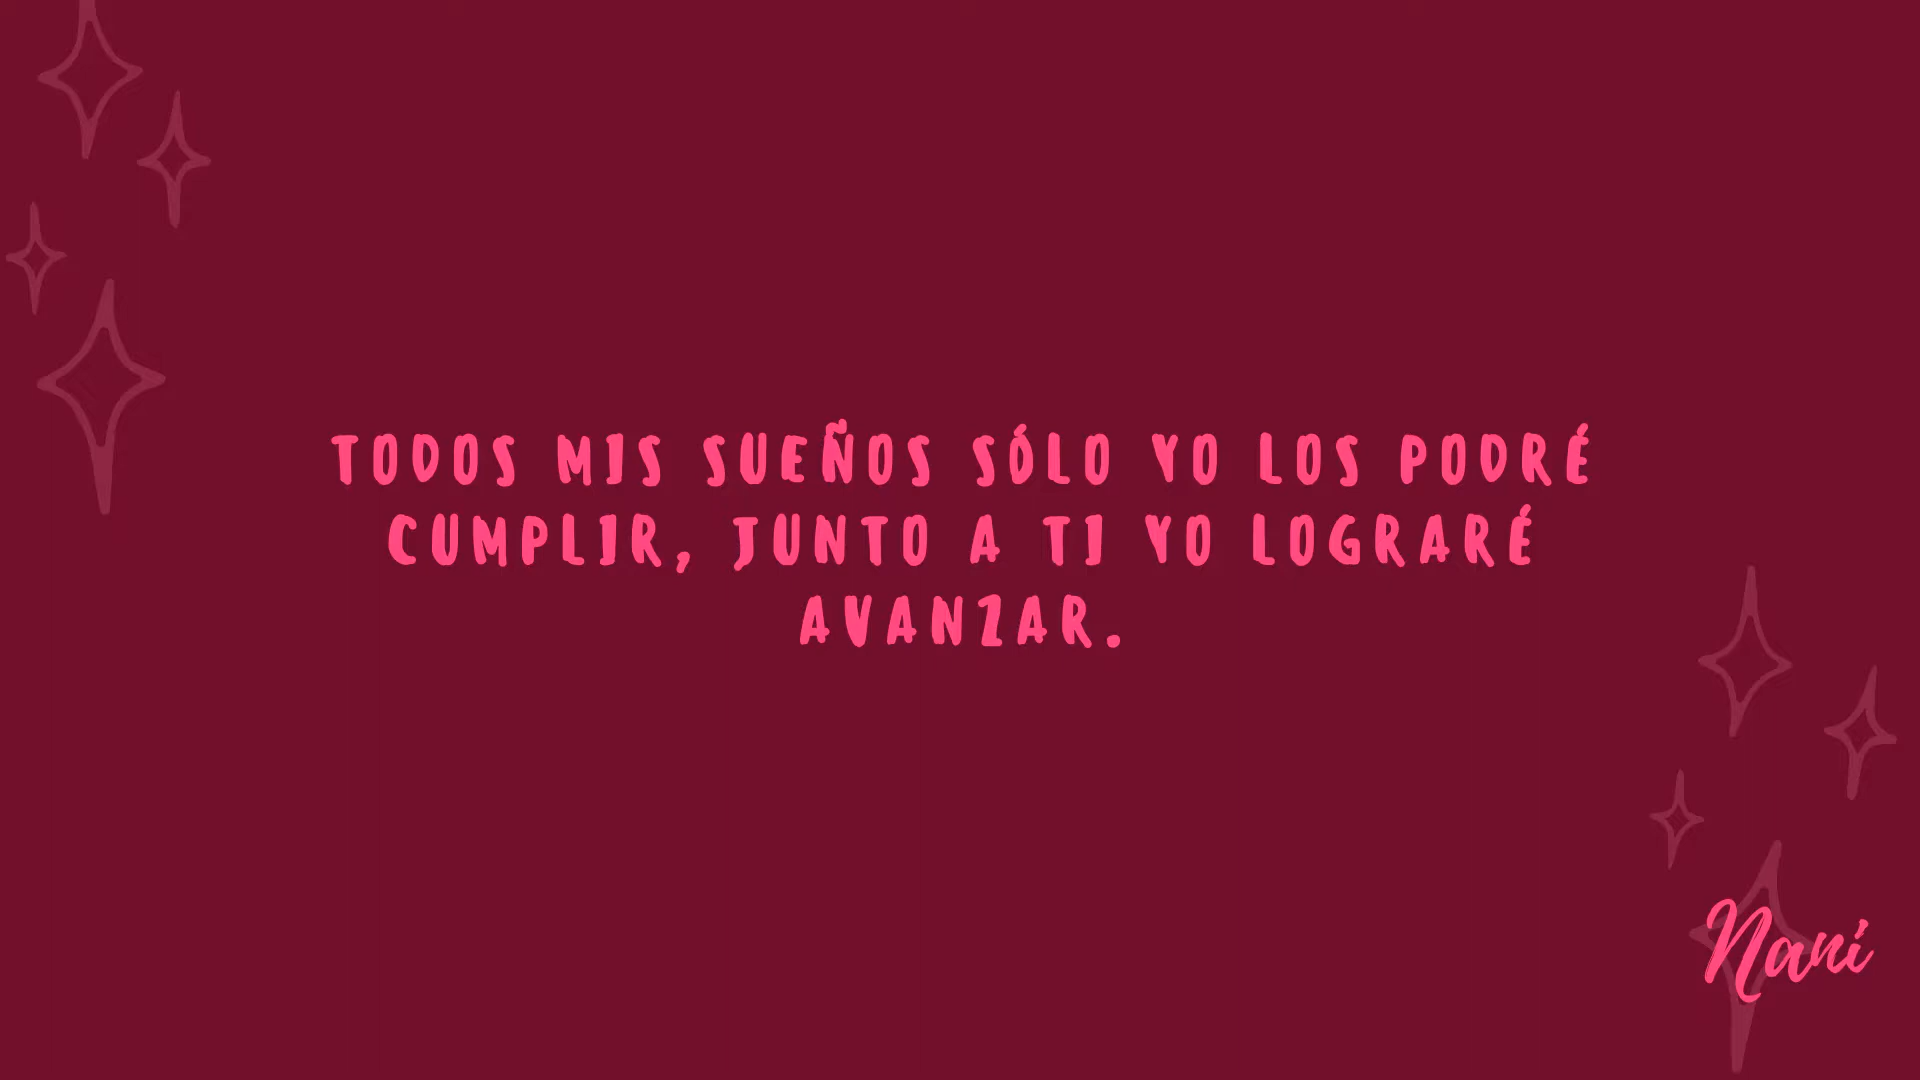 TODOS MIS SUEÑOS SÓLO YO LOS PODRÉ
CUMPLIR, JUNTO A TI YO LOGRARÉ
AVANZAR.
Nani